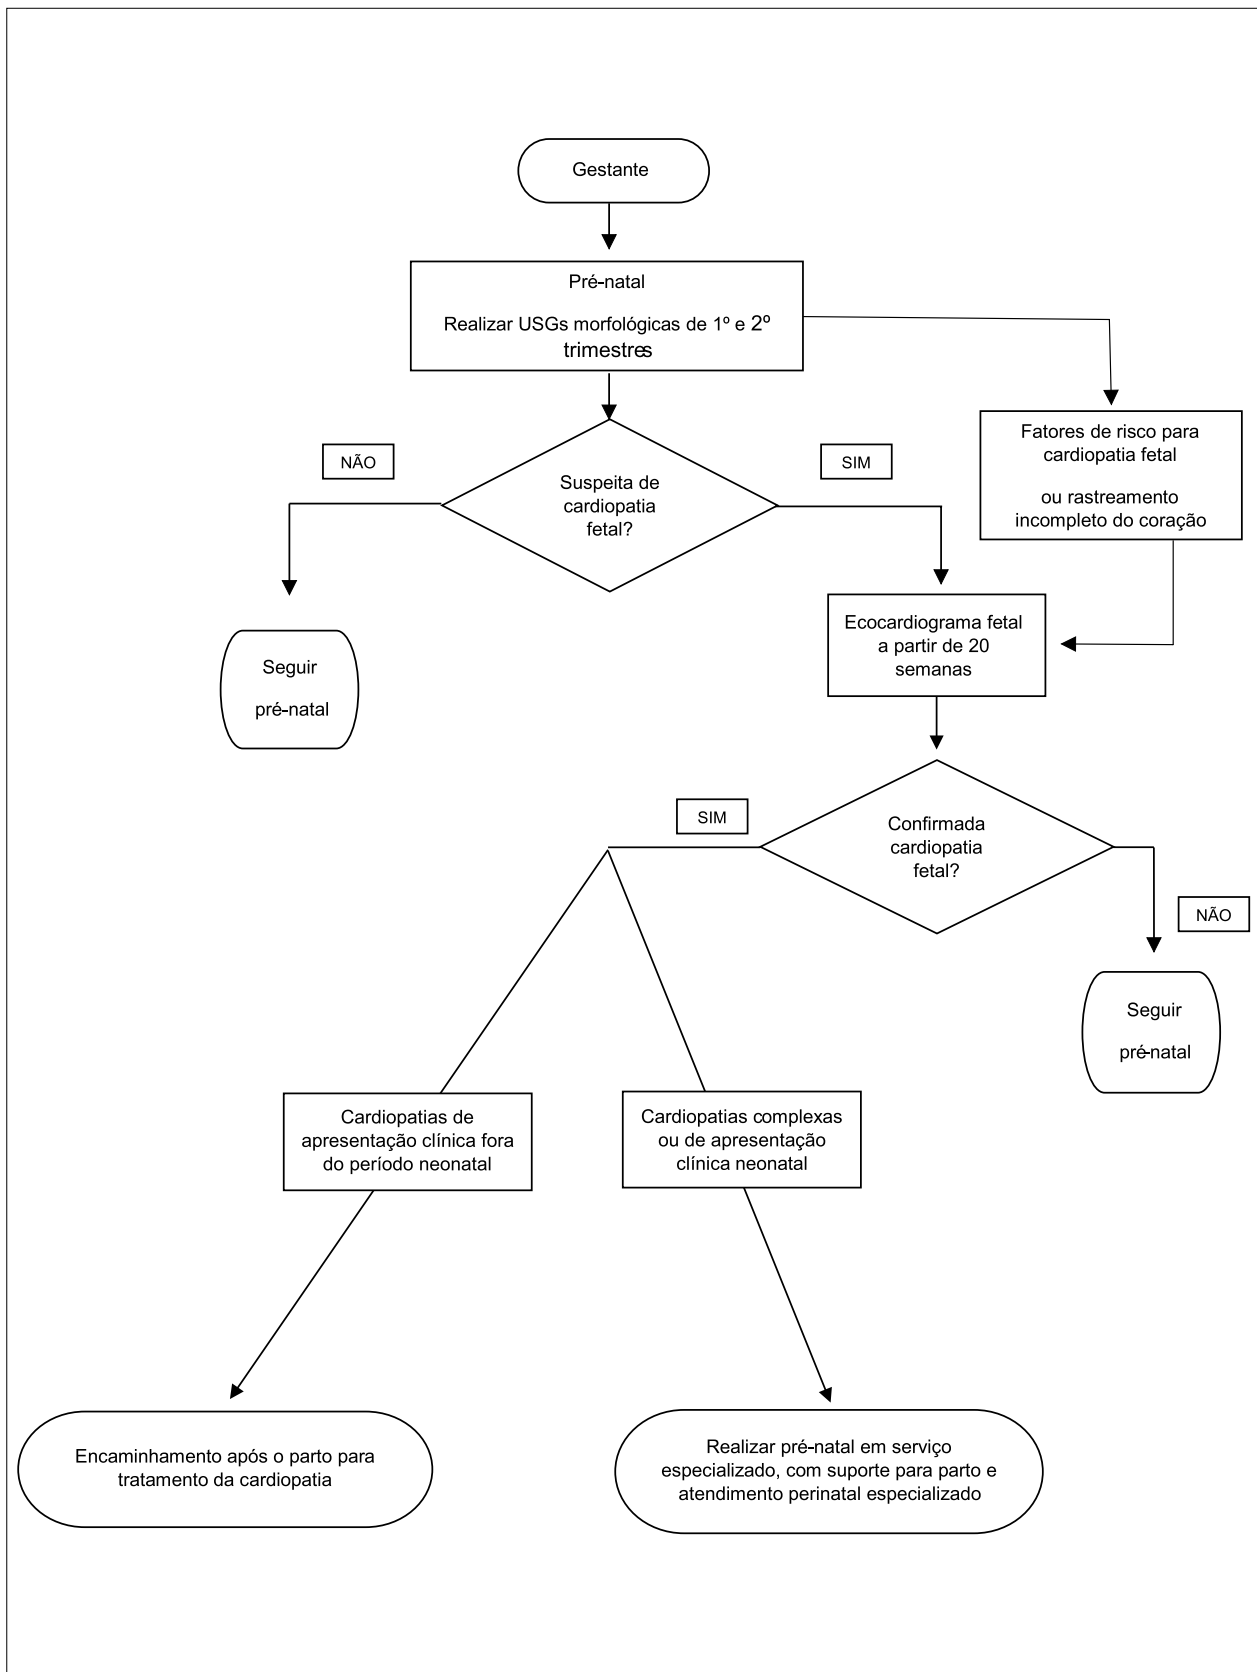 Gestante
Pré-natal
Realizar USGs morfológicas de 1º e 2º
trimestres
NÃO
SIM
Suspeita de
cardiopatia
fetal?
Fatores de risco para
cardiopatia fetal
ou rastreamento
incompleto do coração
Ecocardiograma fetal
a partir de 20
semanas
Seguir
pré-natal
SIM
Confirmada
cardiopatia
fetal?
NÃO
Seguir
pré-natal
Cardiopatias de
apresentação clínica fora
do período neonatal
Cardiopatias complexas
ou de apresentação
clínica neonatal
Encaminhamento após o parto para
tratamento da cardiopatia
Realizar pré-natal em serviço
especializado, com suporte para parto e
atendimento perinatal especializado